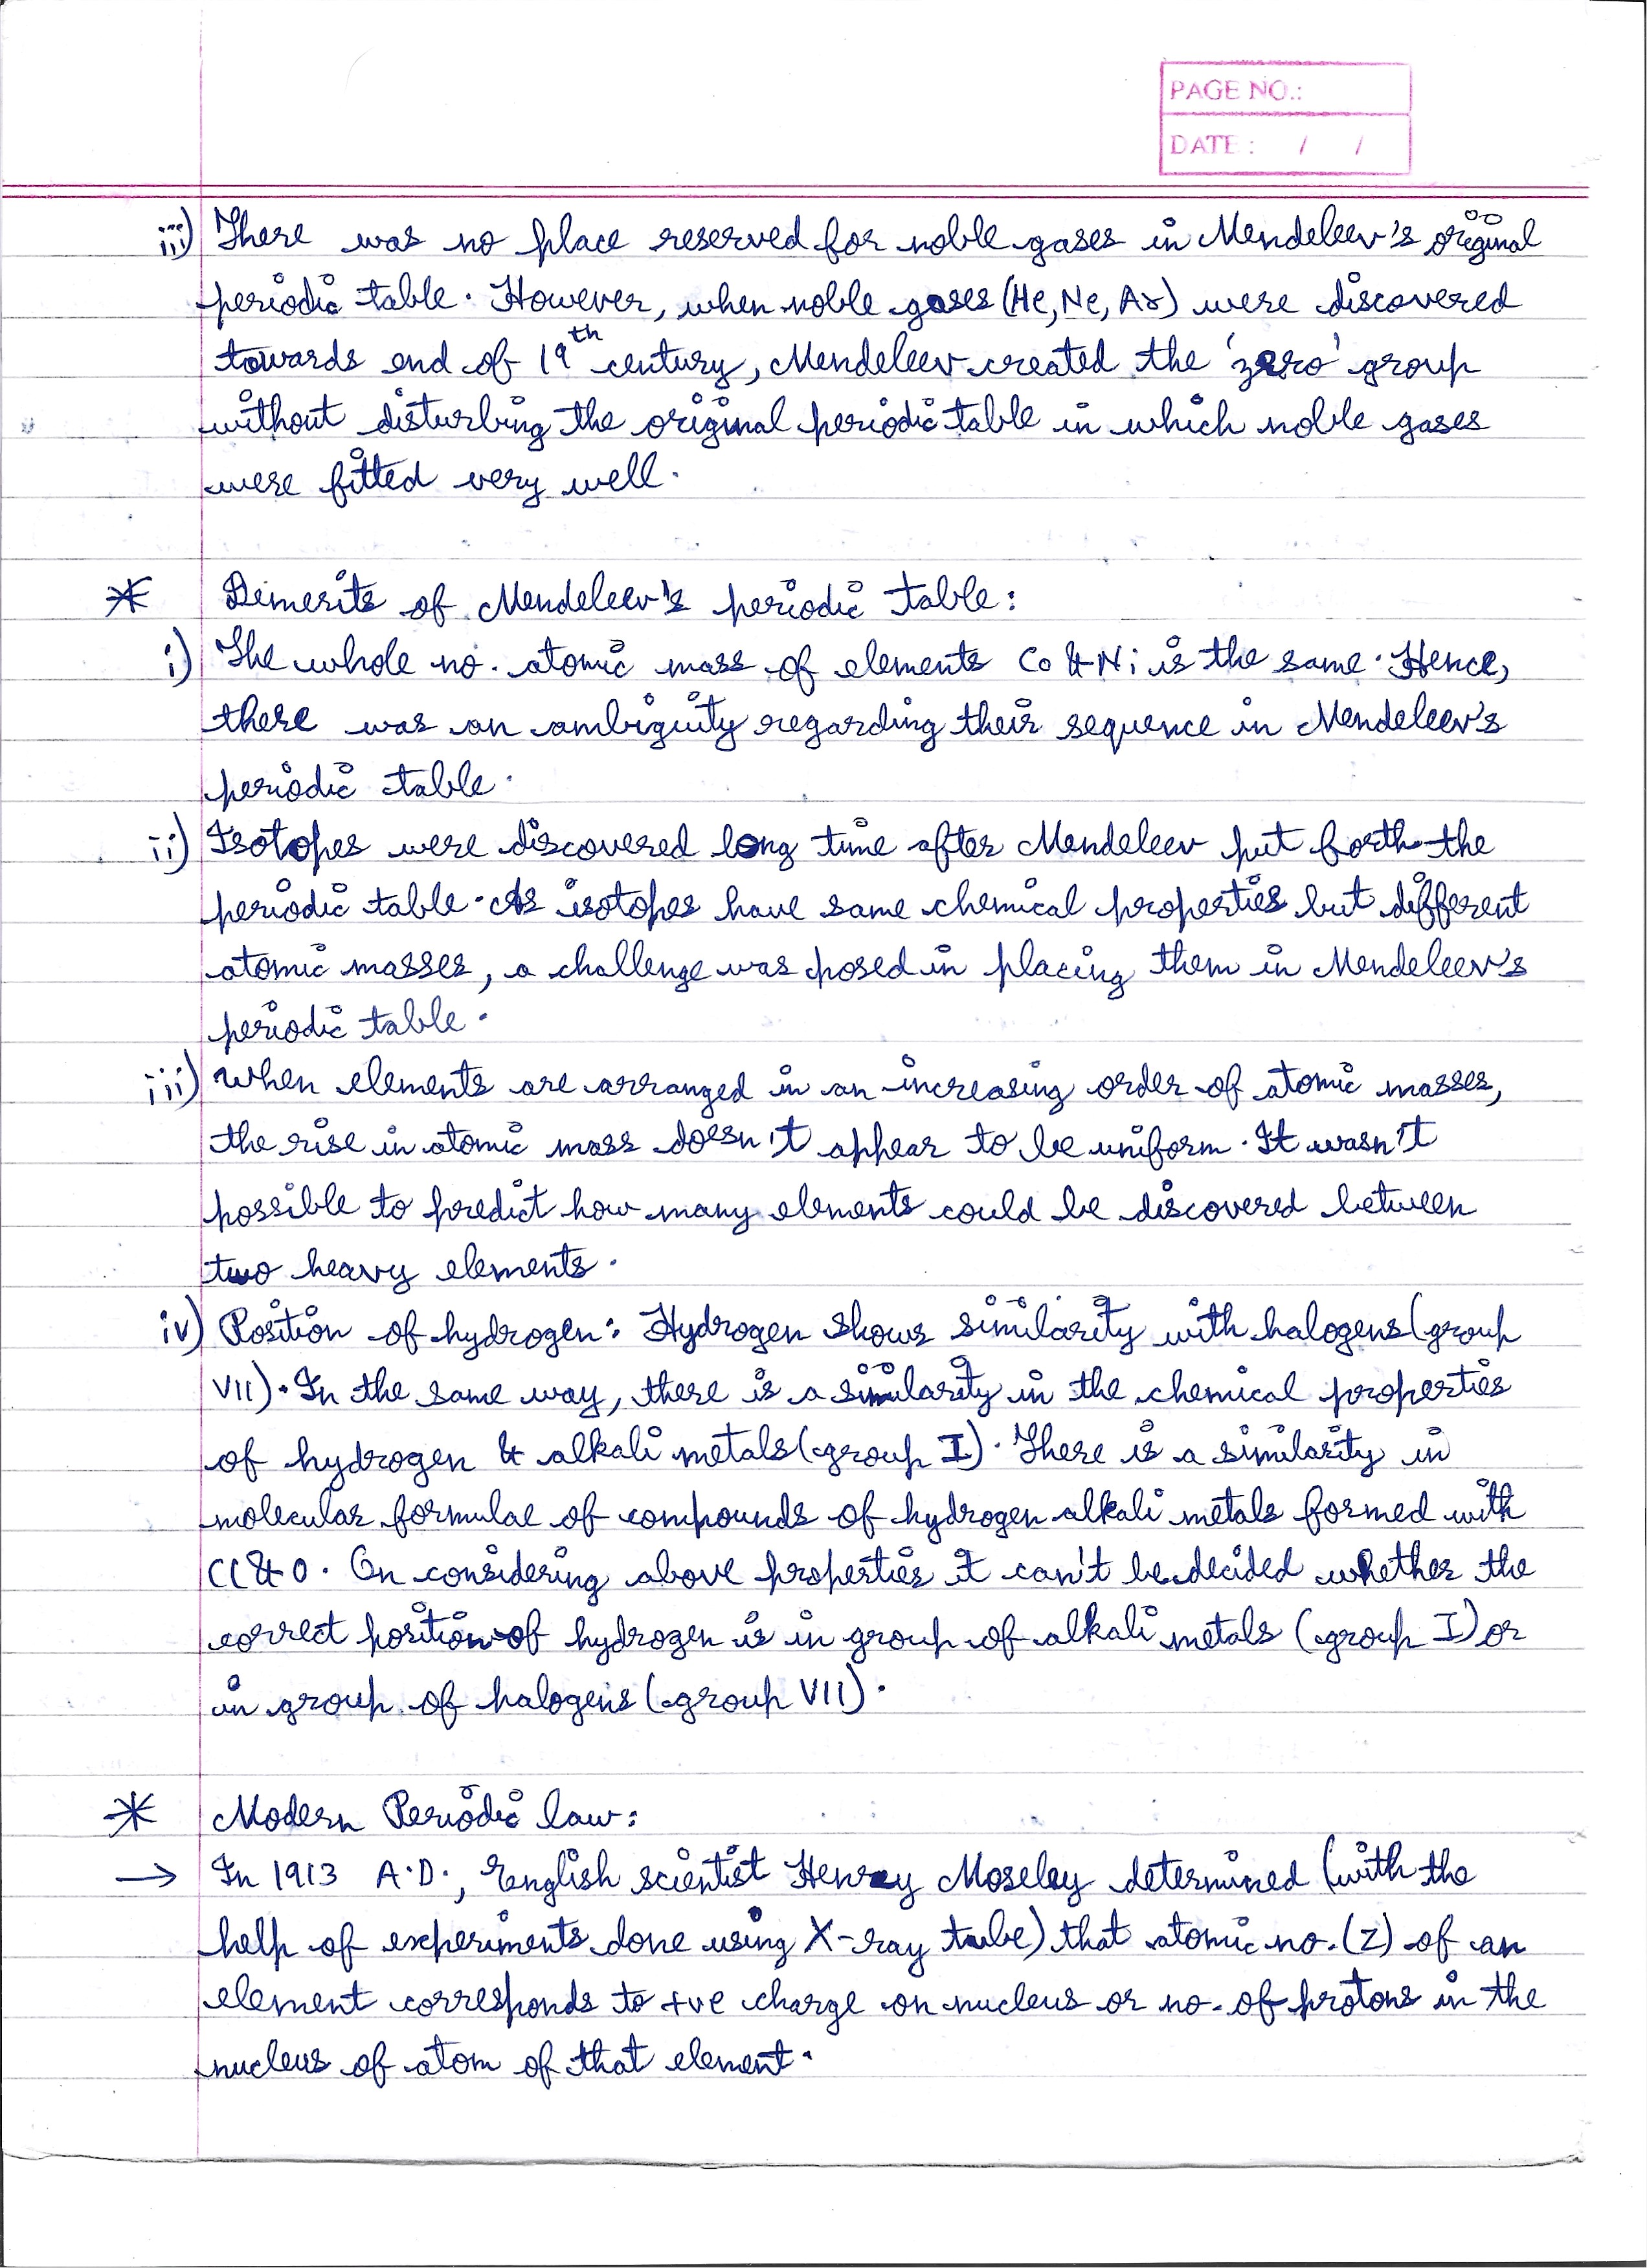 PAGE NO.:
DATE : / /
iii) There was no place reserved for noble gases in Mendeleev's original
periodic table. However, when noble gases (He, Ne, Ar) were discovered
towards end of 19th century, Mendeleev created the 'zero' group
without disturbing the original periodic table in which noble gases
were fitted very well.
* Demerits of Mendeleev's periodic table:
i) The whole no. atomic mass of elements Co & Ni is the same. Hence,
there was an ambiguity regarding their sequence in Mendeleev's
periodic table.
ii) Isotopes were discovered long time after Mendeleev put forth the
periodic table. As isotopes have same chemical properties but different
atomic masses, a challenge was posed in placing them in Mendeleev's
periodic table.
iii) When elements are arranged in an increasing order of atomic masses,
the rise in atomic mass doesn't appear to be uniform. It wasn't
possible to predict how many elements could be discovered between
two heavy elements.
iv) Position of hydrogen: Hydrogen shows similarity with halogens (group
VII). In the same way, there is a similarity in the chemical properties
of hydrogen & alkali metals (group I). There is a similarity in
molecular formulae of compounds of hydrogen alkali metals formed with
Cl & O. On considering above properties it can't be decided whether the
correct position of hydrogen is in group of alkali metals (group I) or
in group of halogens (group VII).
* Modern Periodic law:
→ In 1913 A.D., English scientist Henry Moseley determined (with the
help of experiments done using X-ray tube) that atomic no. (z) of an
element corresponds to +ve charge on nucleus or no. of protons in the
nucleus of atom of that element.